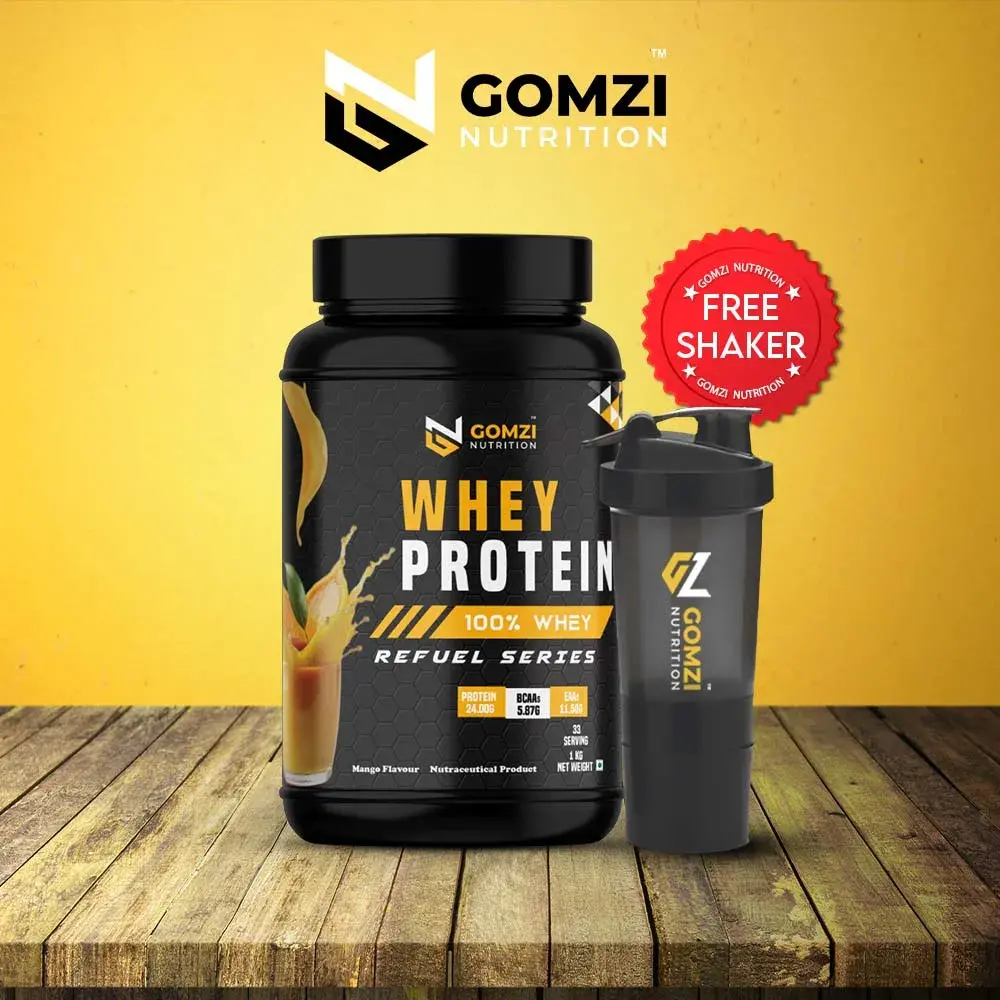 GOMZI
NUTRITION
TM
GOMZI NUTRITION
FREE
SHAKER
GOMZI NUTRITION
GOMZI
NUTRITION
TM
WHEY
PROTEIN
100% WHEY
REFUEL SERIES
PROTEIN
24.00G
BCAAs
5.87G
EAAs
11.50G
33
SERVING
1 KG
NET WEIGHT
Mango Flavour Nutraceutical Product
GOMZI
NUTRITION
TM